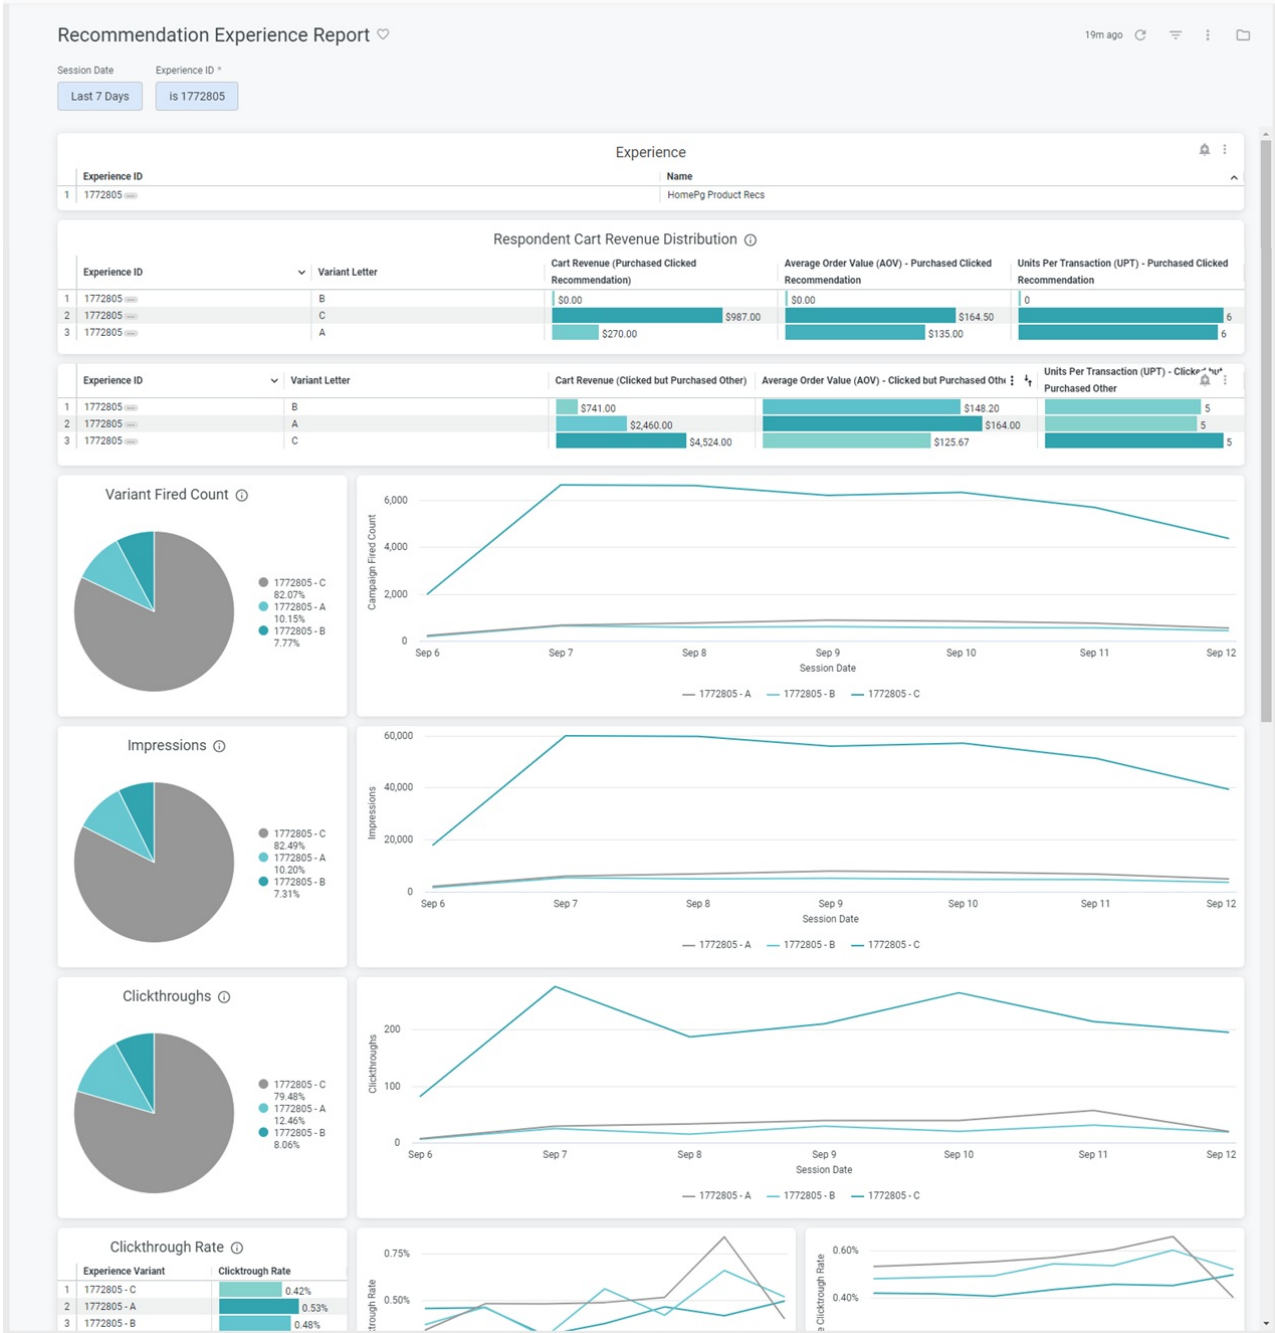 Recommendation Experience Report
19m ago
Session Date
Experience ID *
Last 7 Days
is 1772805
Experience
Experience ID
Name
1 1772805 HomePg Product Recs
Respondent Cart Revenue Distribution
Experience ID
Variant Letter
Cart Revenue (Purchased Clicked
Recommendation)
Average Order Value (AOV) - Purchased Clicked
Recommendation
Units Per Transaction (UPT) - Purchased Clicked
Recommendation
1 1772805 B $0.00 $0.00 0
2 1772805 C $987.00 $164.50 6
3 1772805 A $270.00 $135.00 6
Experience ID
Variant Letter
Cart Revenue (Clicked but Purchased Other)
Average Order Value (AOV) - Clicked but Purchased Othe
Units Per Transaction (UPT) - Clicked but
Purchased Other
1 1772805 B $741.00 $148.20 5
2 1772805 A $2,460.00 $164.00 5
3 1772805 C $4,524.00 $125.67 5
Variant Fired Count
1772805 - C
82.07%
1772805 - A
10.15%
1772805 - B
7.77%
Campaign Fired Count
6,000
4,000
2,000
0
Sep 6 Sep 7 Sep 8 Sep 9 Sep 10 Sep 11 Sep 12
Session Date
1772805 - A 1772805 - B 1772805 - C
Impressions
1772805 - C
82.49%
1772805 - A
10.20%
1772805 - B
7.31%
Impressions
60,000
40,000
20,000
0
Sep 6 Sep 7 Sep 8 Sep 9 Sep 10 Sep 11 Sep 12
Session Date
1772805 - A 1772805 - B 1772805 - C
Clickthroughs
1772805 - C
79.48%
1772805 - A
12.46%
1772805 - B
8.06%
Clickthroughs
200
100
0
Sep 6 Sep 7 Sep 8 Sep 9 Sep 10 Sep 11 Sep 12
Session Date
1772805 - A 1772805 - B 1772805 - C
Clickthrough Rate
Experience Variant Clickthrough Rate
1 1772805 - C 0.42%
2 1772805 - A 0.53%
3 1772805 - B 0.48%
0.75%
0.50%
trough Rate
0.60%
0.40%
e Clickthrough Rate